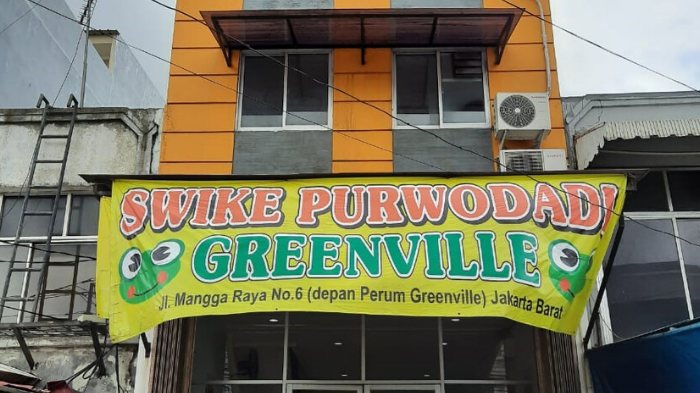 SWIKE PURWODADI
GREENVILLE
Jl. Mangga Raya No.6 (depan Perum Greenville) Jakarta Barat